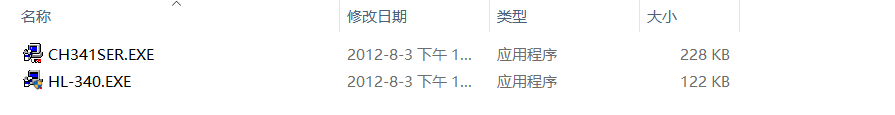 名称 修改日期 类型 大小
CH341SER.EXE 2012-8-3 下午 1... 应用程序 228 KB
HL-340.EXE 2012-8-3 下午 1... 应用程序 122 KB